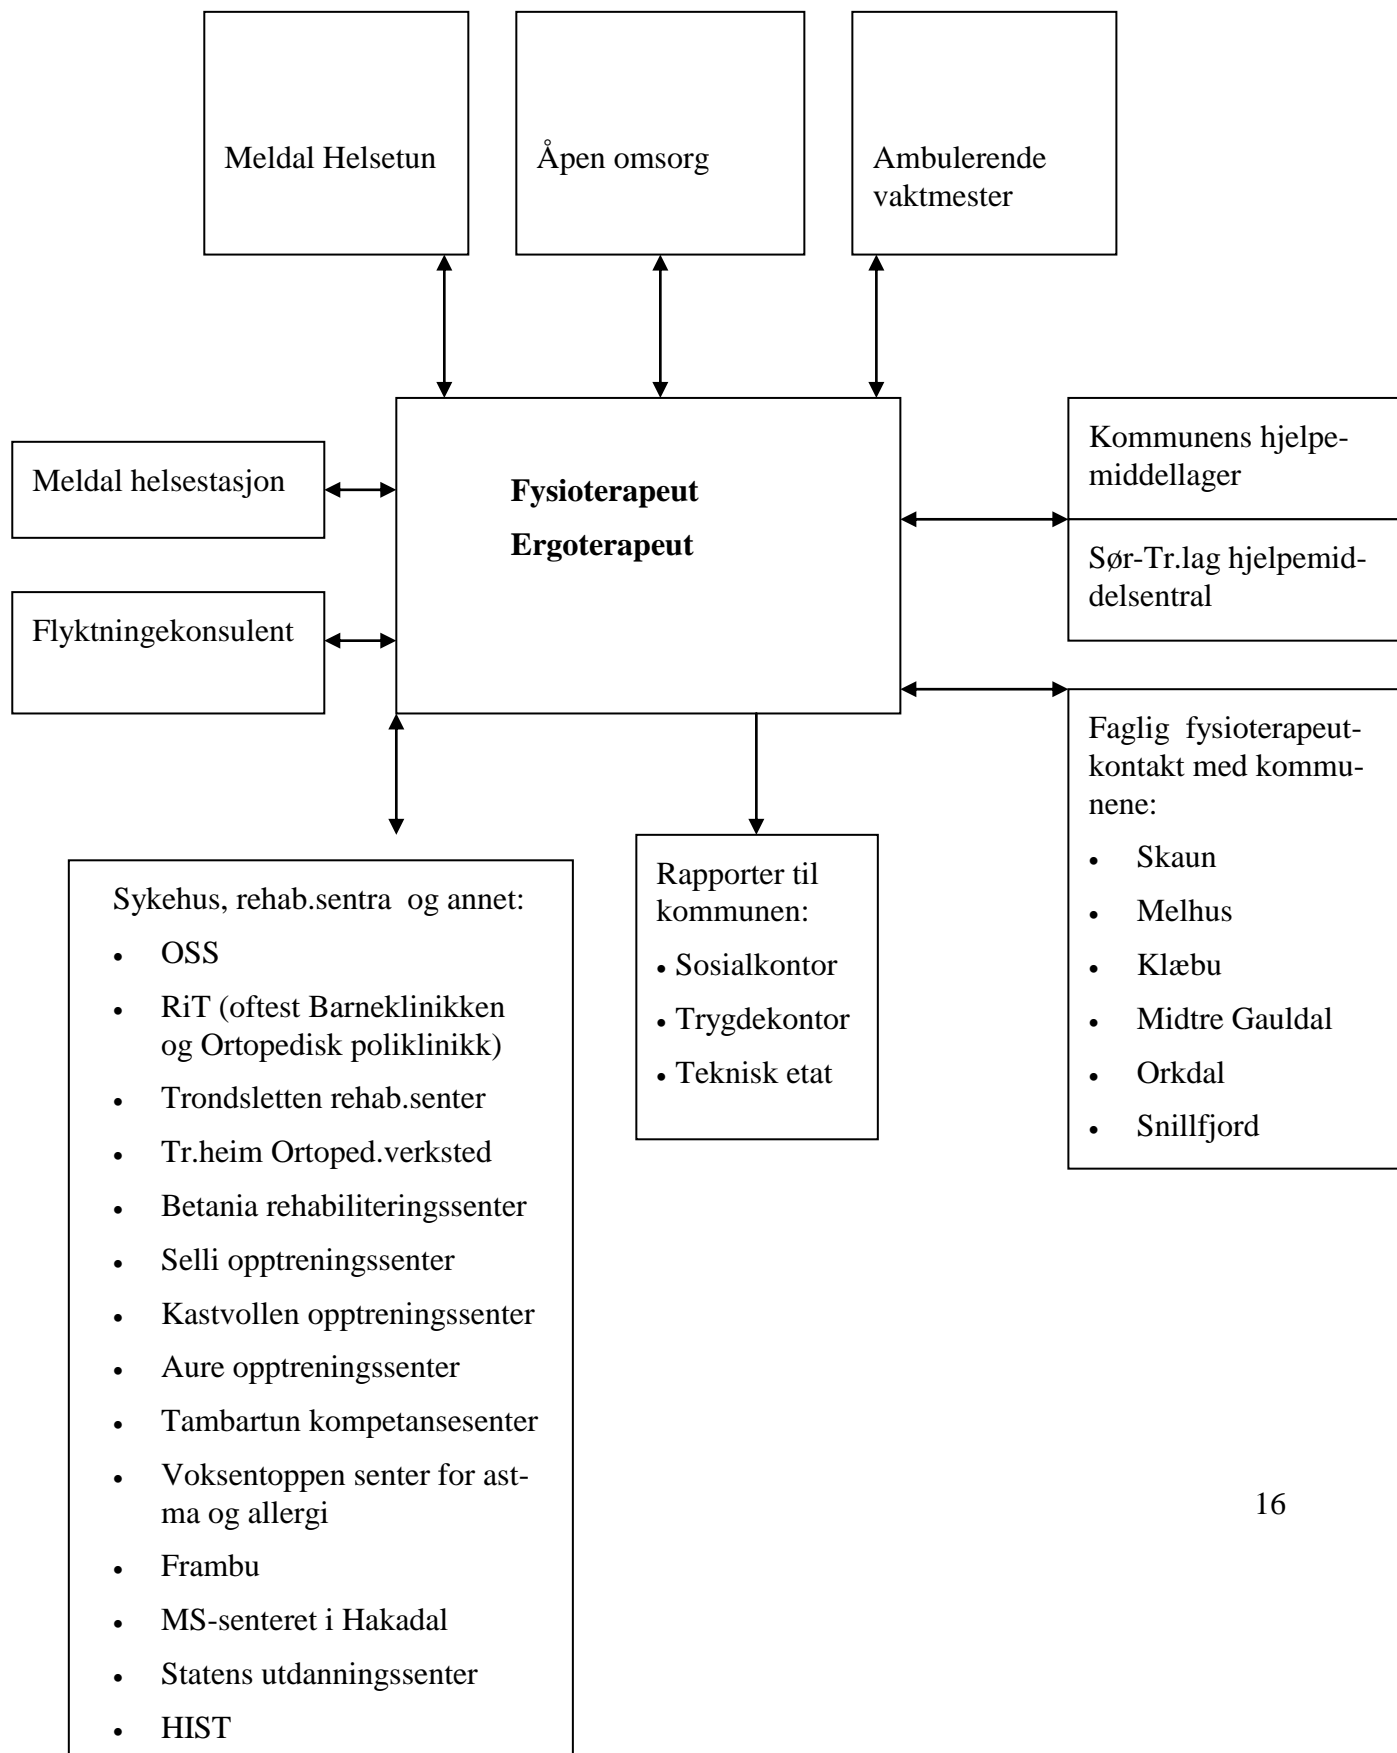 Meldal Helsetun
Åpen omsorg
Ambulerende
vaktmester
Meldal helsestasjon
Flyktningekonsulent
Fysioterapeut
Ergoterapeut
Kommunens hjelpe-
middellager
Sør-Tr.lag hjelpemid-
delsentral
Faglig fysioterapeut-
kontakt med kommu-
nene:
• Skaun
• Melhus
• Klæbu
• Midtre Gauldal
• Orkdal
• Snillfjord
Rapporter til
kommunen:
• Sosialkontor
• Trygdekontor
• Teknisk etat
Sykehus, rehab.sentra og annet:
• OSS
• RiT (oftest Barneklinikken
og Ortopedisk poliklinikk)
• Trondsletten rehab.senter
• Tr.heim Ortoped.verksted
• Betania rehabiliteringssenter
• Selli opptreningssenter
• Kastvollen opptreningssenter
• Aure opptreningssenter
• Tambartun kompetansesenter
• Voksentoppen senter for ast-
ma og allergi
• Frambu
• MS-senteret i Hakadal
• Statens utdanningssenter
• HIST
16